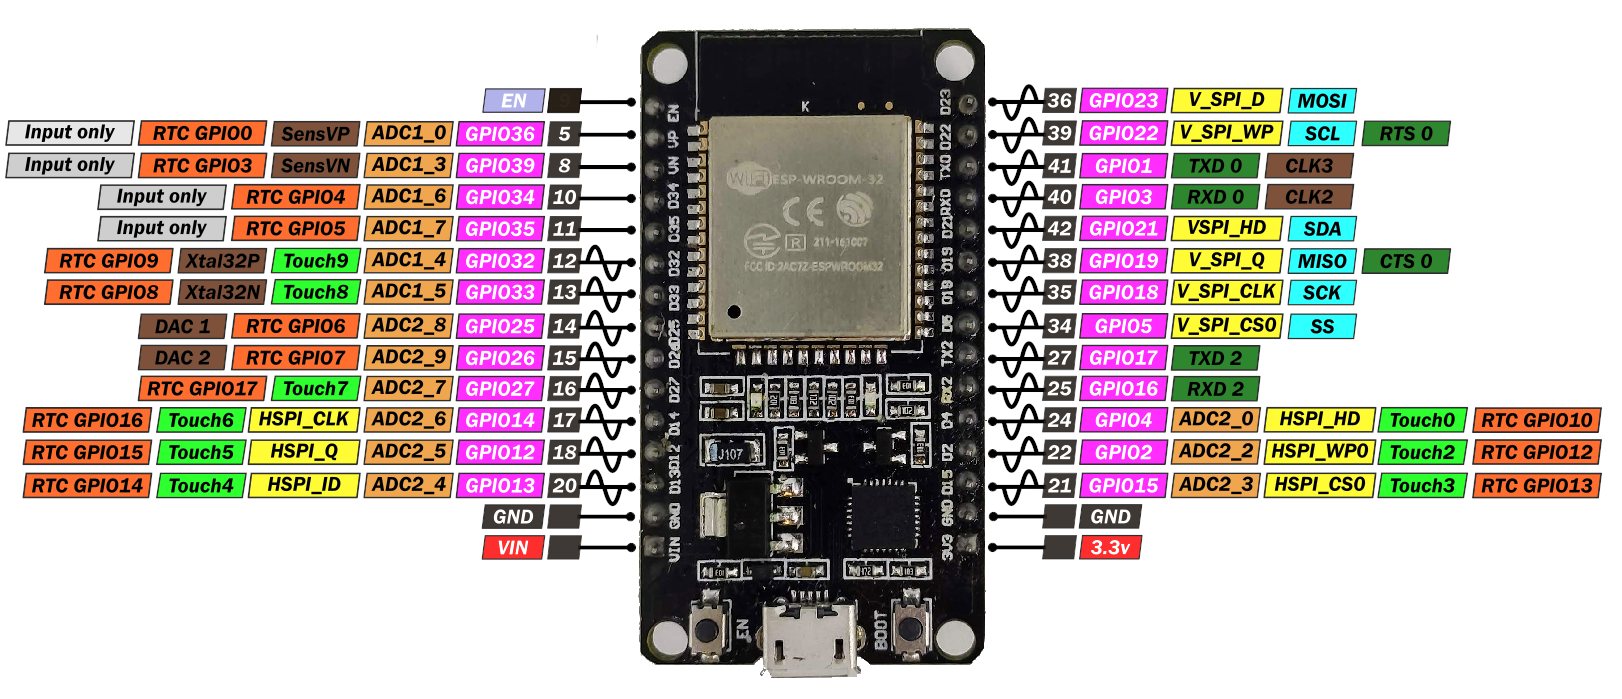 EN 9 EN D23 36 GPIO23 V_SPI_D MOSI
K
Input only RTC GPIO0 SensVP ADC1_0 GPIO36 5 VP D22 39 GPIO22 V_SPI_WP SCL RTS 0
Input only RTC GPIO3 SensVN ADC1_3 GPIO39 8 VN TX0 41 GPIO1 TXD 0 CLK3
WiFi ESP-WROOM-32
Input only RTC GPIO4 ADC1_6 GPIO34 10 D34 RX0 40 GPIO3 RXD 0 CLK2
CE
Input only RTC GPIO5 ADC1_7 GPIO35 11 D35 D21 42 GPIO21 VSPI_HD SDA
R 211-161007
RTC GPIO9 Xtal32P Touch9 ADC1_4 GPIO32 12 D32 D19 38 GPIO19 V_SPI_Q MISO CTS 0
FCC ID:2AC7Z-ESPWROOM32
RTC GPIO8 Xtal32N Touch8 ADC1_5 GPIO33 13 D33 D18 35 GPIO18 V_SPI_CLK SCK
DAC 1 RTC GPIO6 ADC2_8 GPIO25 14 D25 D5 34 GPIO5 V_SPI_CS0 SS
DAC 2 RTC GPIO7 ADC2_9 GPIO26 15 D26 TX2 27 GPIO17 TXD 2
RTC GPIO17 Touch7 ADC2_7 GPIO27 16 D27 RX2 25 GPIO16 RXD 2
RTC GPIO16 Touch6 HSPI_CLK ADC2_6 GPIO14 17 D14 D4 24 GPIO4 ADC2_0 HSPI_HD Touch0 RTC GPIO10
RTC GPIO15 Touch5 HSPI_Q ADC2_5 GPIO12 18 D12 J107 D2 22 GPIO2 ADC2_2 HSPI_WP0 Touch2 RTC GPIO12
RTC GPIO14 Touch4 HSPI_ID ADC2_4 GPIO13 20 D13 D15 21 GPIO15 ADC2_3 HSPI_CS0 Touch3 RTC GPIO13
GND GND GND GND
VIN VIN 3V3 3.3v
EN BOOT